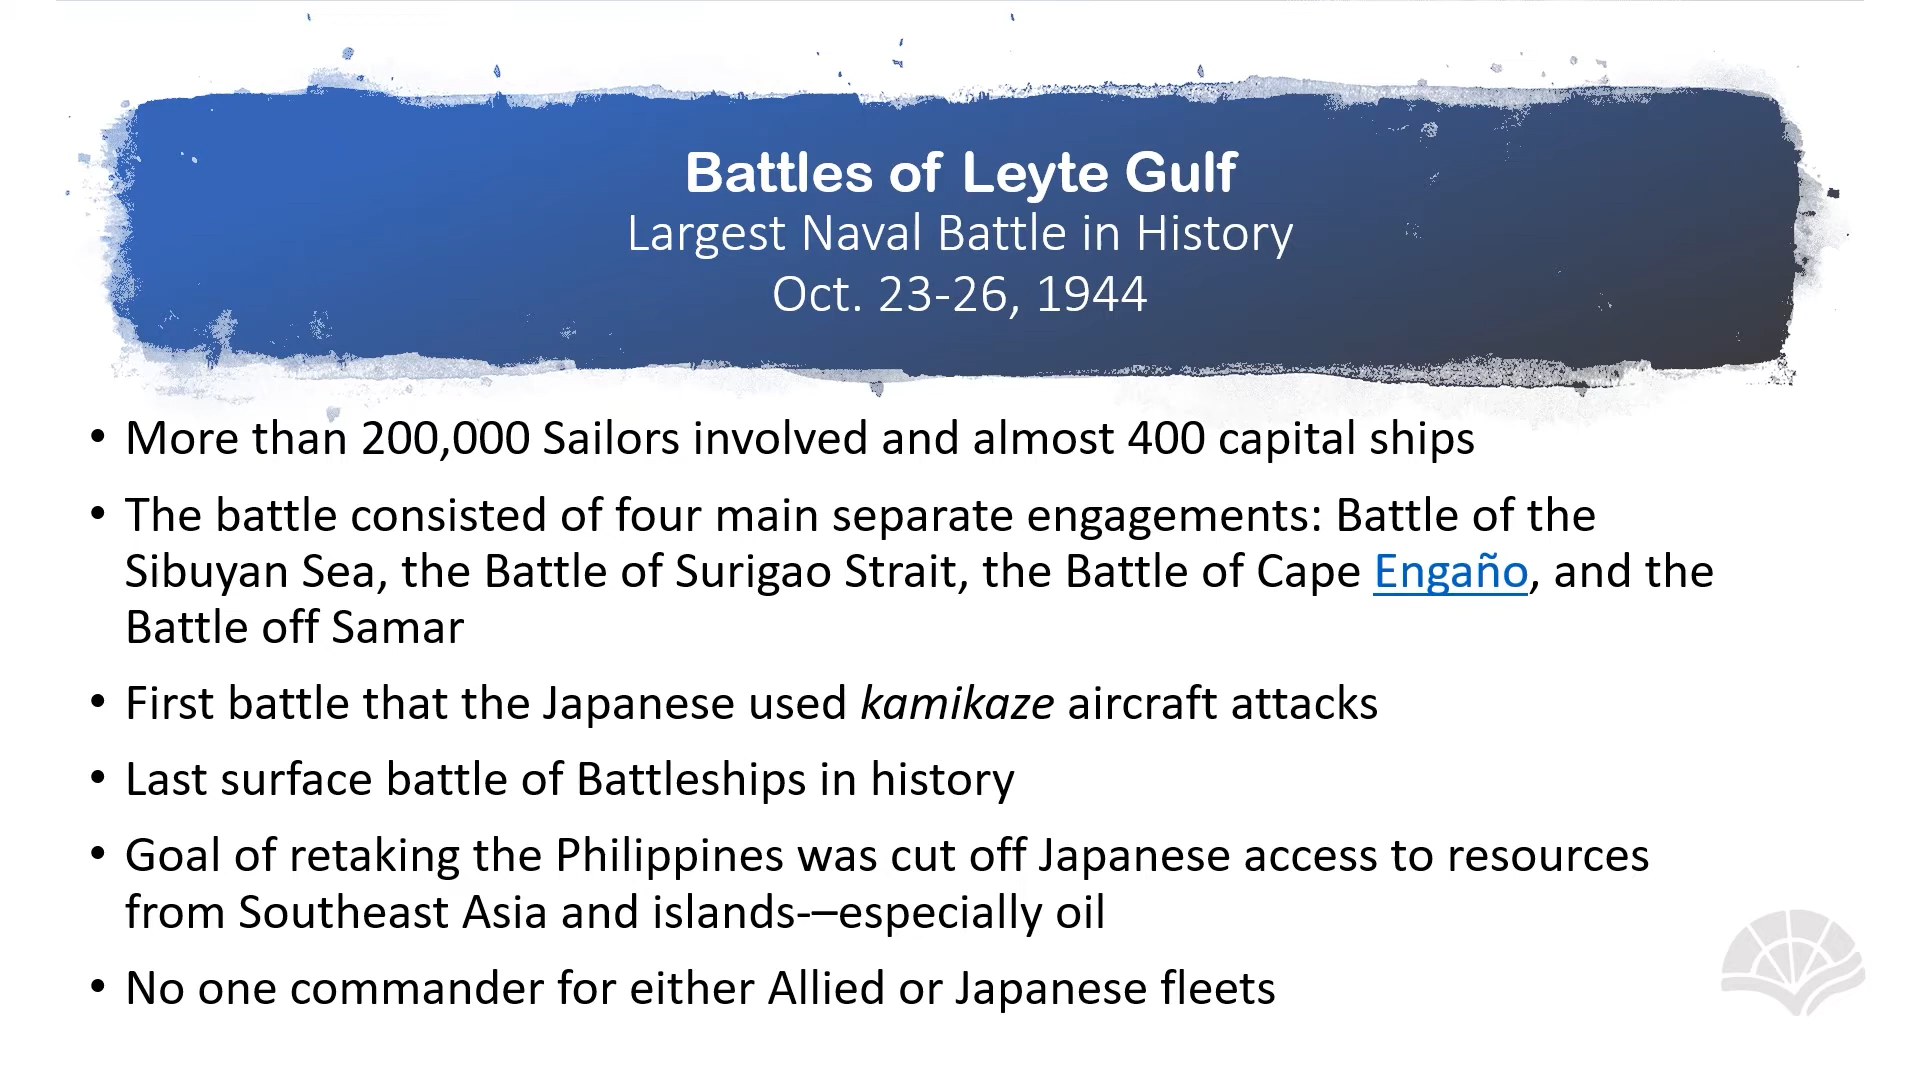 Battles of Leyte Gulf
Largest Naval Battle in History
Oct. 23-26, 1944
• More than 200,000 Sailors involved and almost 400 capital ships
• The battle consisted of four main separate engagements: Battle of the
Sibuyan Sea, the Battle of Surigao Strait, the Battle of Cape Engaño, and the
Battle off Samar
• First battle that the Japanese used kamikaze aircraft attacks
• Last surface battle of Battleships in history
• Goal of retaking the Philippines was cut off Japanese access to resources
from Southeast Asia and islands-–especially oil
• No one commander for either Allied or Japanese fleets